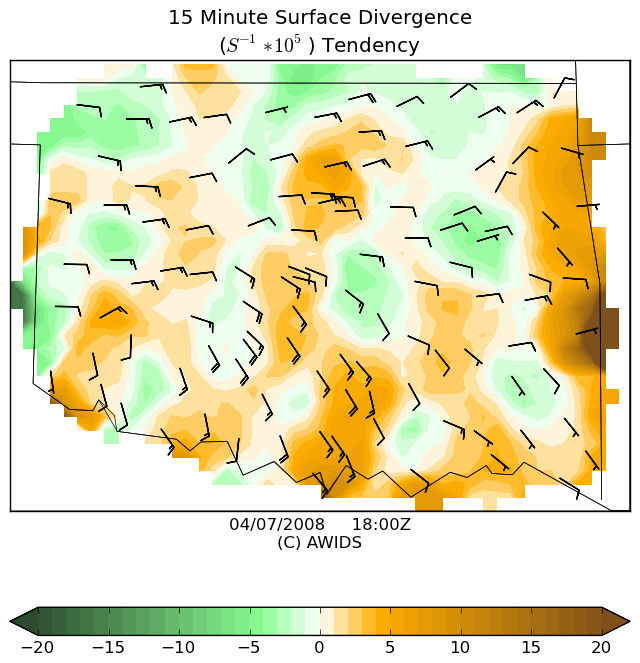 15 Minute Surface Divergence
(S⁻¹ * 10⁵ ) Tendency
04/07/2008 18:00Z
(C) AWIDS
−20 −15 −10 −5 0 5 10 15 20